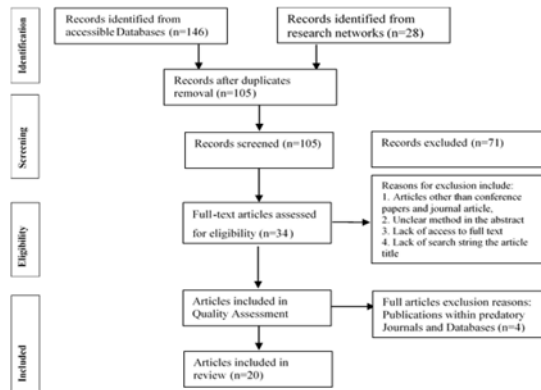 Identification
Records identified from
accessible Databases (n=146)
Records identified from
research networks (n=28)
Records after duplicates
removal (n=105)
Screening
Records screened (n=105)
Records excluded (n=71)
Reasons for exclusion include:
1. Articles other than conference
papers and journal article,
2. Unclear method in the abstract
3. Lack of access to full text
4. Lack of search string the article
title
Eligibility
Full-text articles assessed
for eligibility (n=34)
Articles included in
Quality Assessment
Full articles exclusion reasons:
Publications within predatory
Journals and Databases (n=4)
Included
Articles included in
review (n=20)